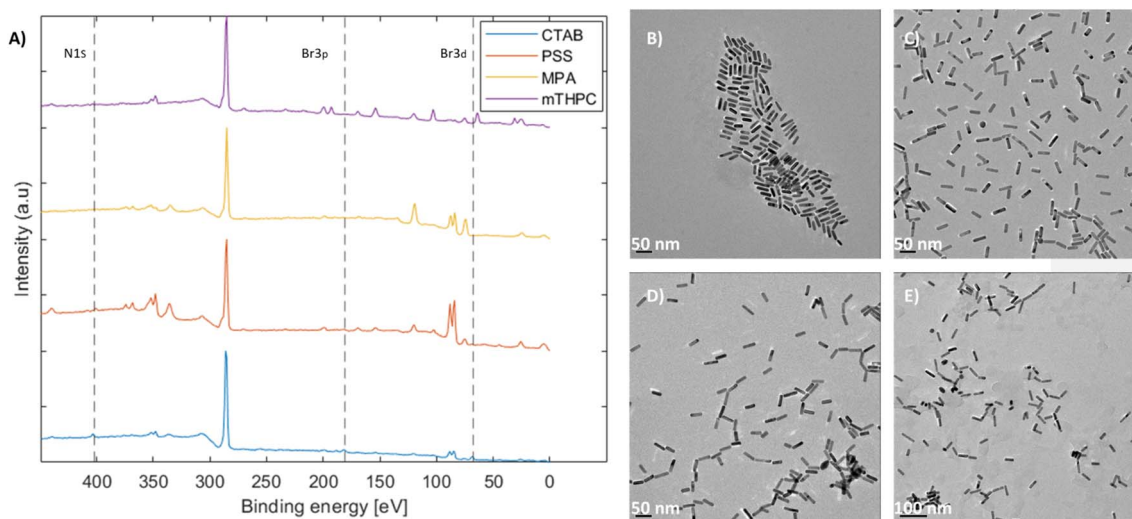 A)
N1s
Br3p
Br3d
CTAB
PSS
MPA
mTHPC
Intensity (a.u)
400 350 300 250 200 150 100 50 0
Binding energy [eV]
B)
50 nm
C)
50 nm
D)
50 nm
E)
100 nm